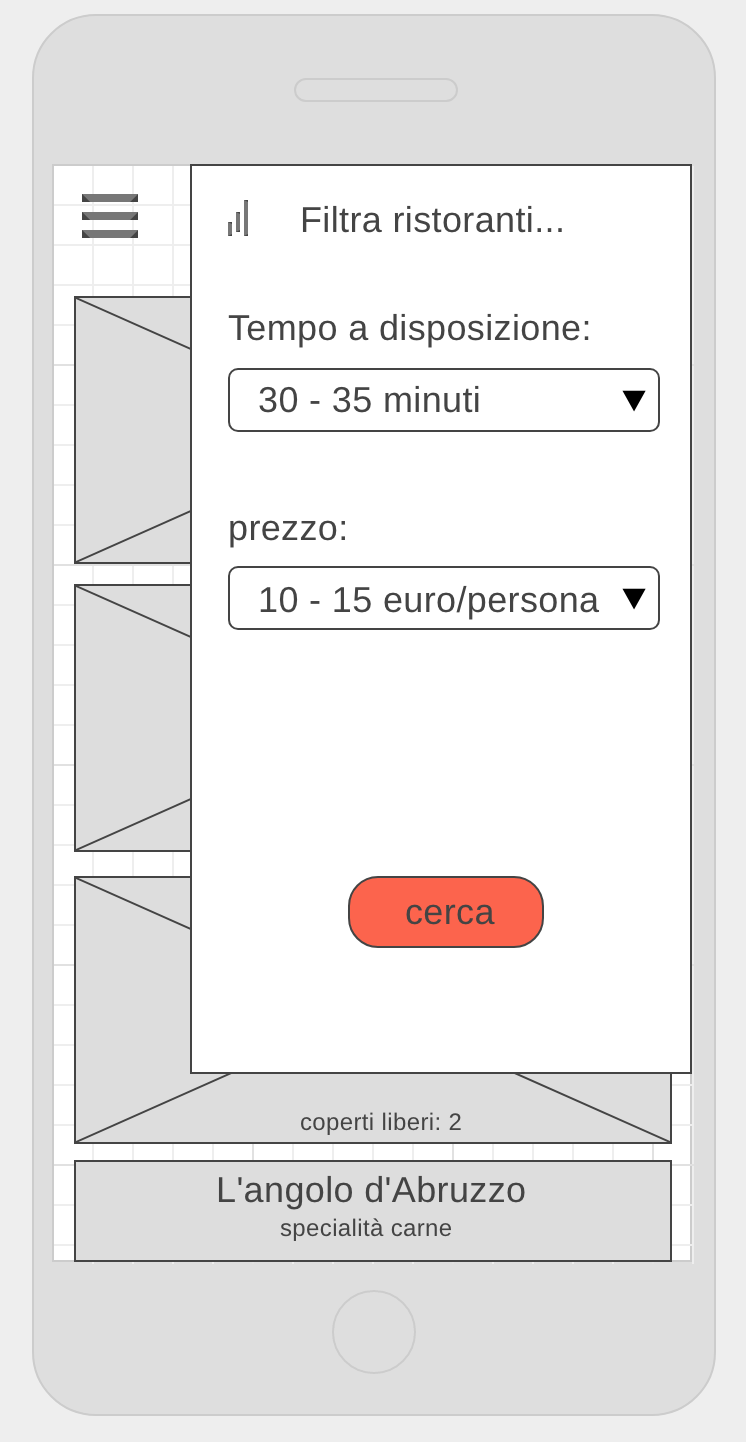 Filtra ristoranti...
Tempo a disposizione:
30 - 35 minuti
prezzo:
10 - 15 euro/persona
cerca
coperti liberi: 2
L'angolo d'Abruzzo
specialità carne